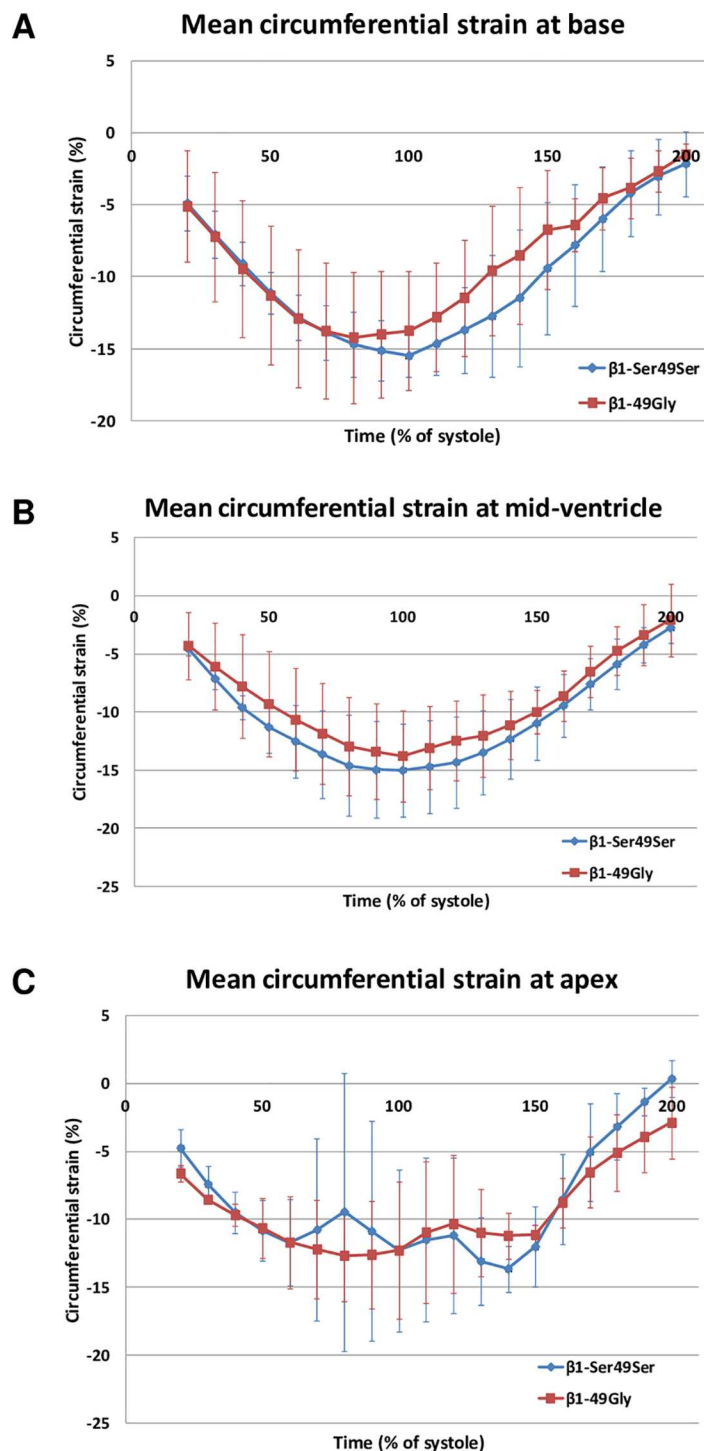 A
Mean circumferential strain at base
5
0
0 50 100 150 200
-5
-10
-15
-20
Circumferential strain (%)
β1-Ser49Ser
β1-49Gly
Time (% of systole)
B
Mean circumferential strain at mid-ventricle
5
0
0 50 100 150 200
-5
-10
-15
-20
-25
Circumferential strain (%)
β1-Ser49Ser
β1-49Gly
Time (% of systole)
C
Mean circumferential strain at apex
5
0
0 50 100 150 200
-5
-10
-15
-20
-25
Circumferential strain (%)
β1-Ser49Ser
β1-49Gly
Time (% of systole)